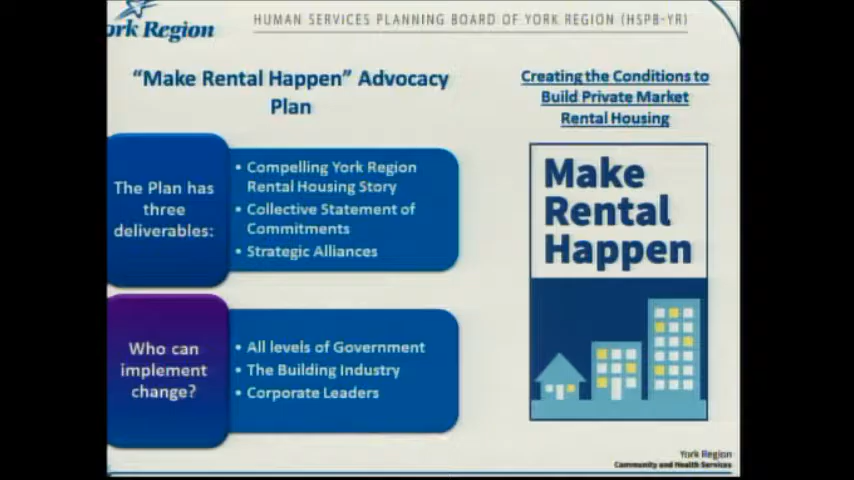 ork Region
HUMAN SERVICES PLANNING BOARD OF YORK REGION (HSPB-YR)
“Make Rental Happen” Advocacy
Plan
The Plan has
three
deliverables:
• Compelling York Region
Rental Housing Story
• Collective Statement of
Commitments
• Strategic Alliances
Who can
implement
change?
• All levels of Government
• The Building Industry
• Corporate Leaders
Creating the Conditions to
Build Private Market
Rental Housing
Make
Rental
Happen
York Region
Community and Health Services